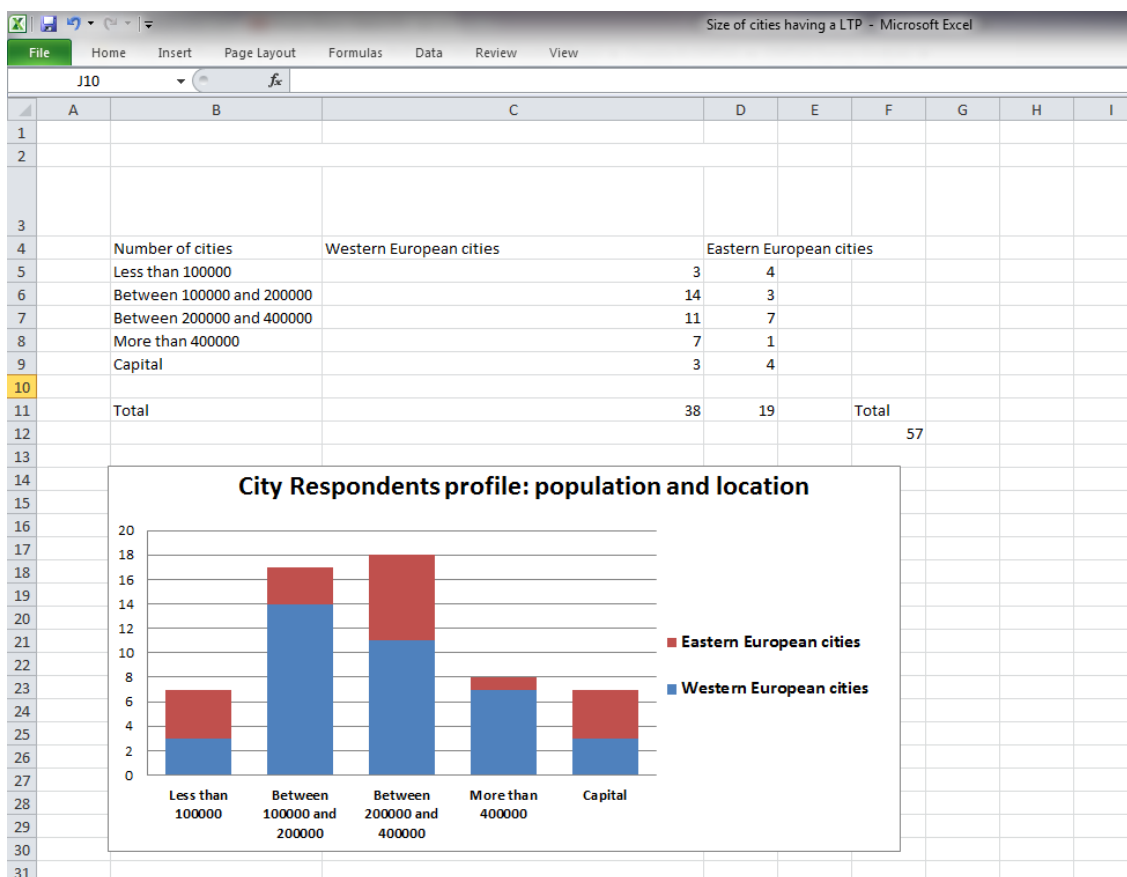 Size of cities having a LTP - Microsoft Excel
File Home Insert Page Layout Formulas Data Review View
J10 fx
A B C D E F G H I
1
2
3
4 Number of cities Western European cities Eastern European cities
5 Less than 100000 3 4
6 Between 100000 and 200000 14 3
7 Between 200000 and 400000 11 7
8 More than 400000 7 1
9 Capital 3 4
10
11 Total 38 19 Total
12 57
13
14
15
16
17
18
19
20
21
22
23
24
25
26
27
28
29
30
31
City Respondents profile: population and location
20
18
16
14
12
10
8
6
4
2
0
Eastern European cities
Western European cities
Less than Between Between More than Capital
100000 100000 and 200000 and 400000
200000 400000